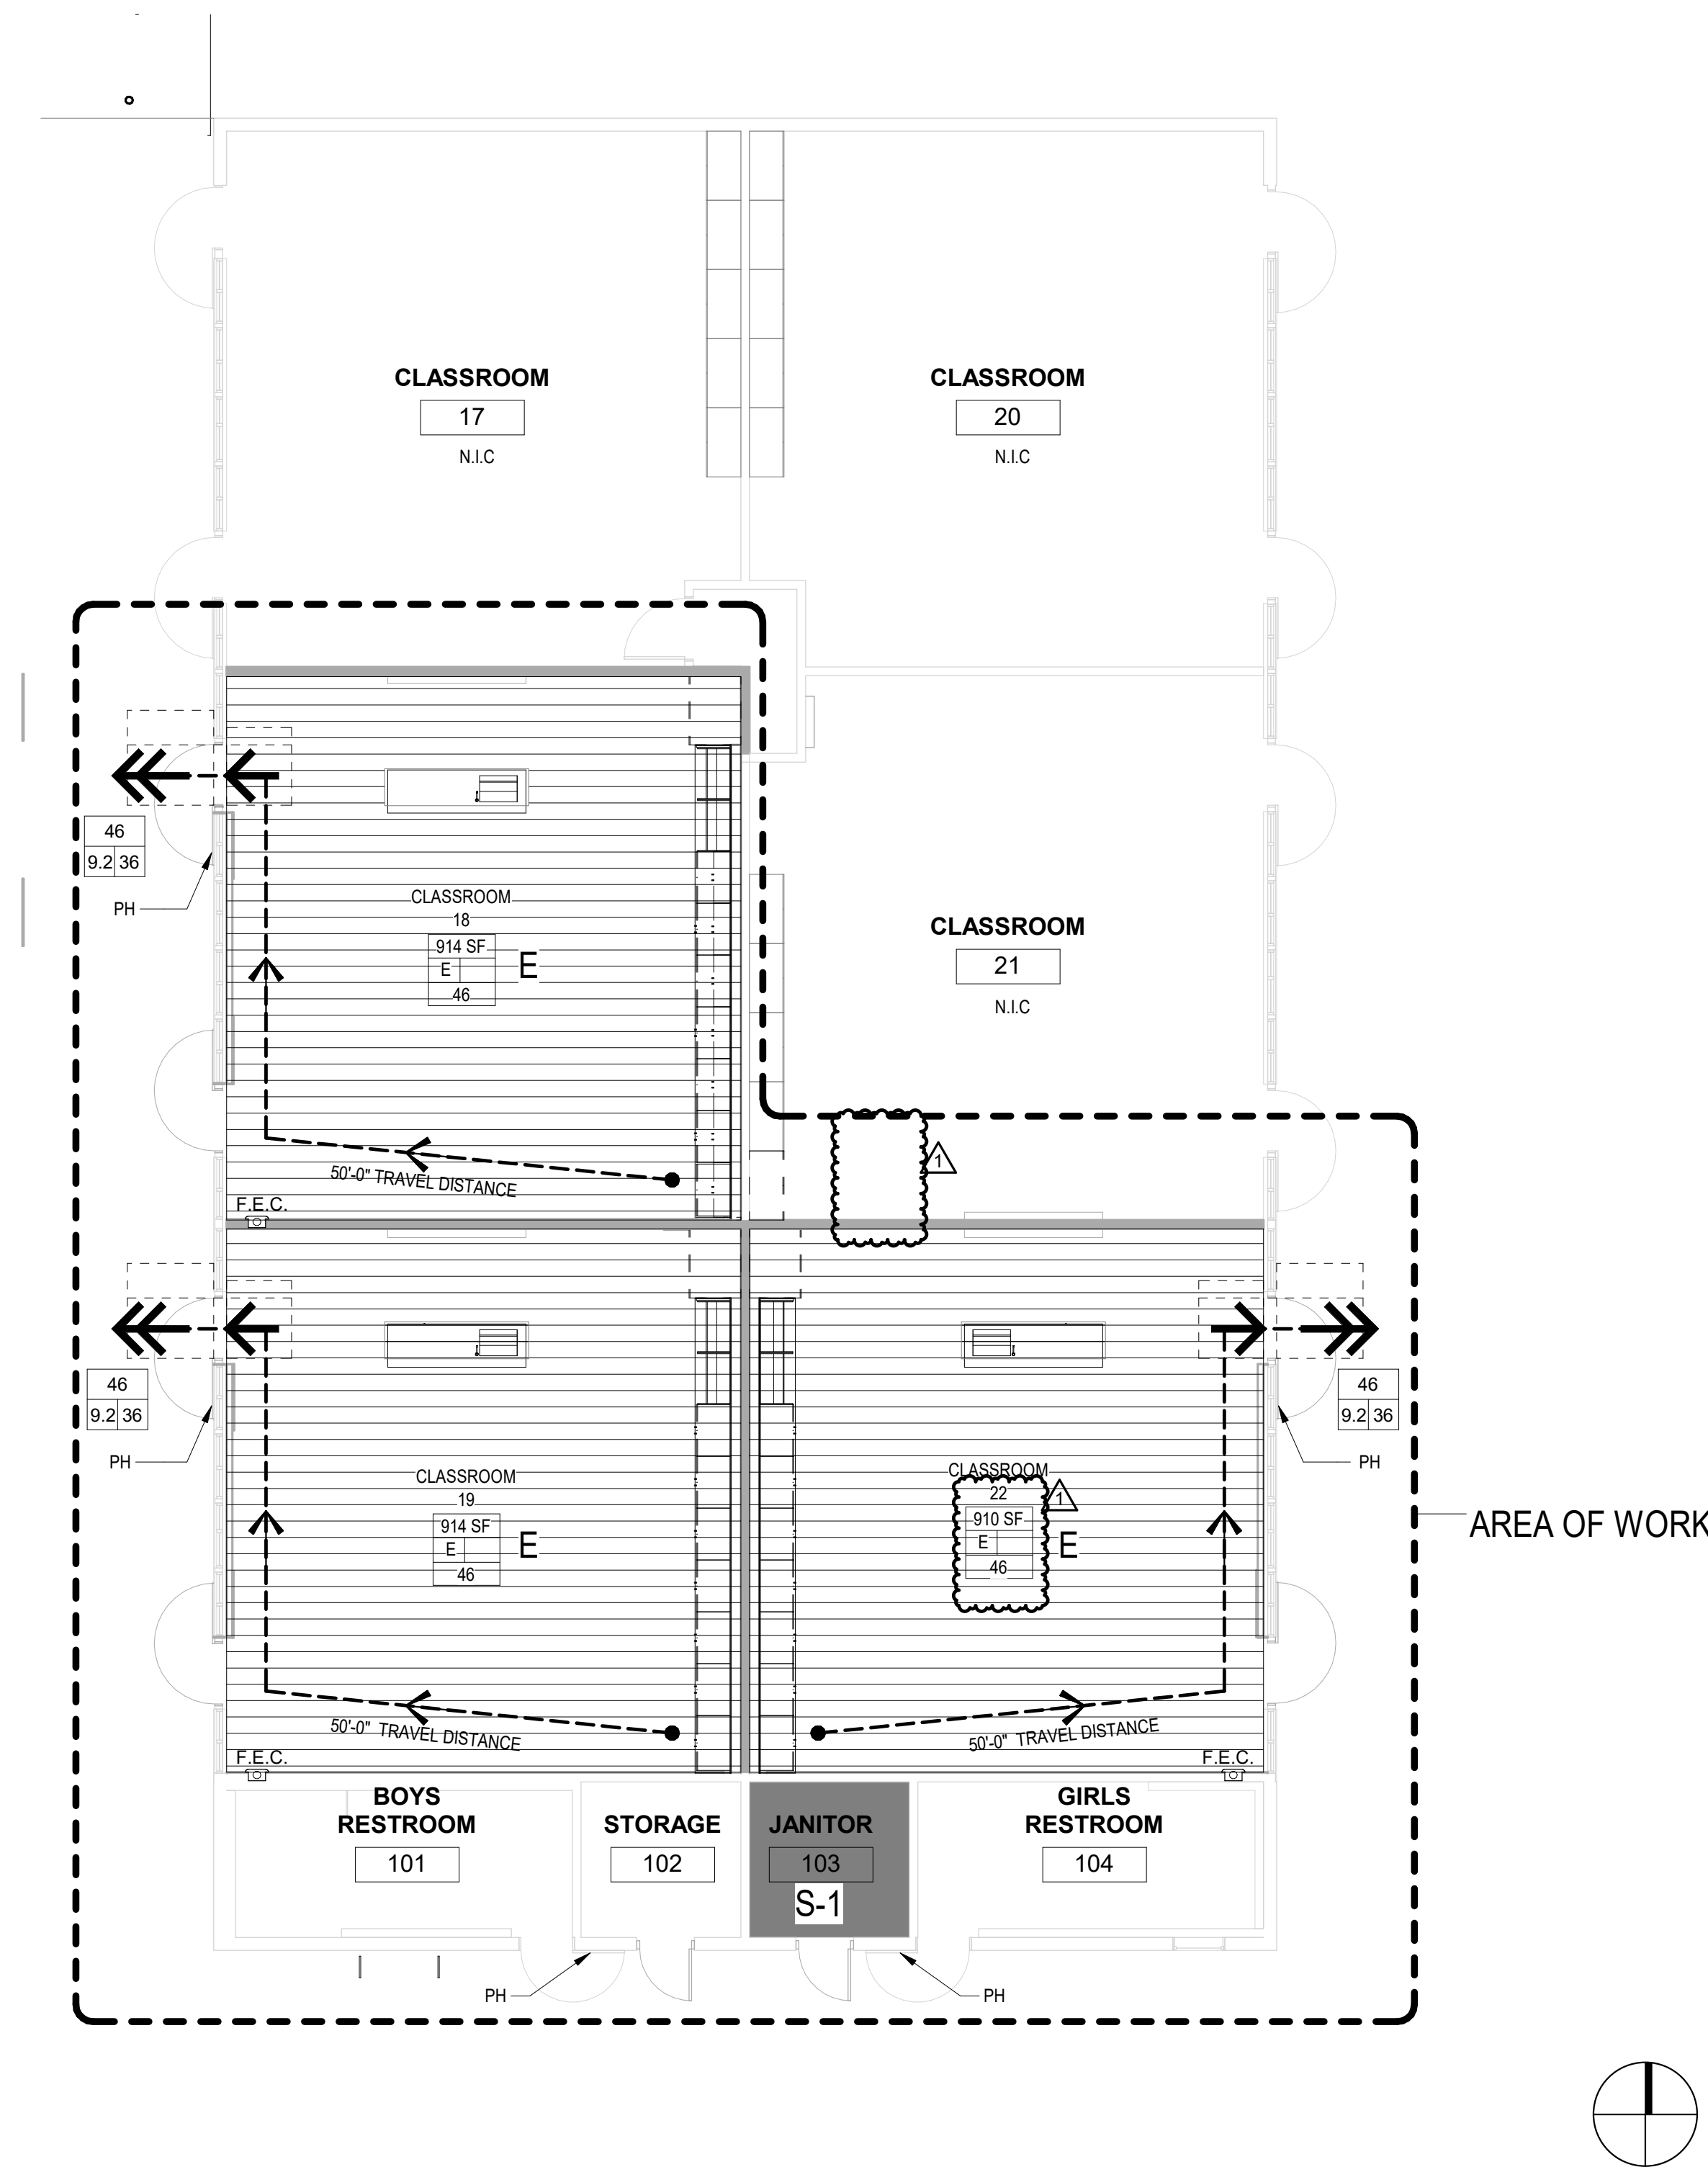 CLASSROOM
17
N.I.C
CLASSROOM
20
N.I.C
46
9.2 36
PH
CLASSROOM
18
914 SF
E
46
E
CLASSROOM
21
N.I.C
1
50'-0" TRAVEL DISTANCE
F.E.C.
46
9.2 36
PH
CLASSROOM
19
914 SF
E
46
E
50'-0" TRAVEL DISTANCE
F.E.C.
CLASSROOM
22
1
910 SF
E
46
E
46
9.2 36
PH
50'-0" TRAVEL DISTANCE
F.E.C.
AREA OF WORK
BOYS
RESTROOM
101
STORAGE
102
JANITOR
103
S-1
GIRLS
RESTROOM
104
PH
PH